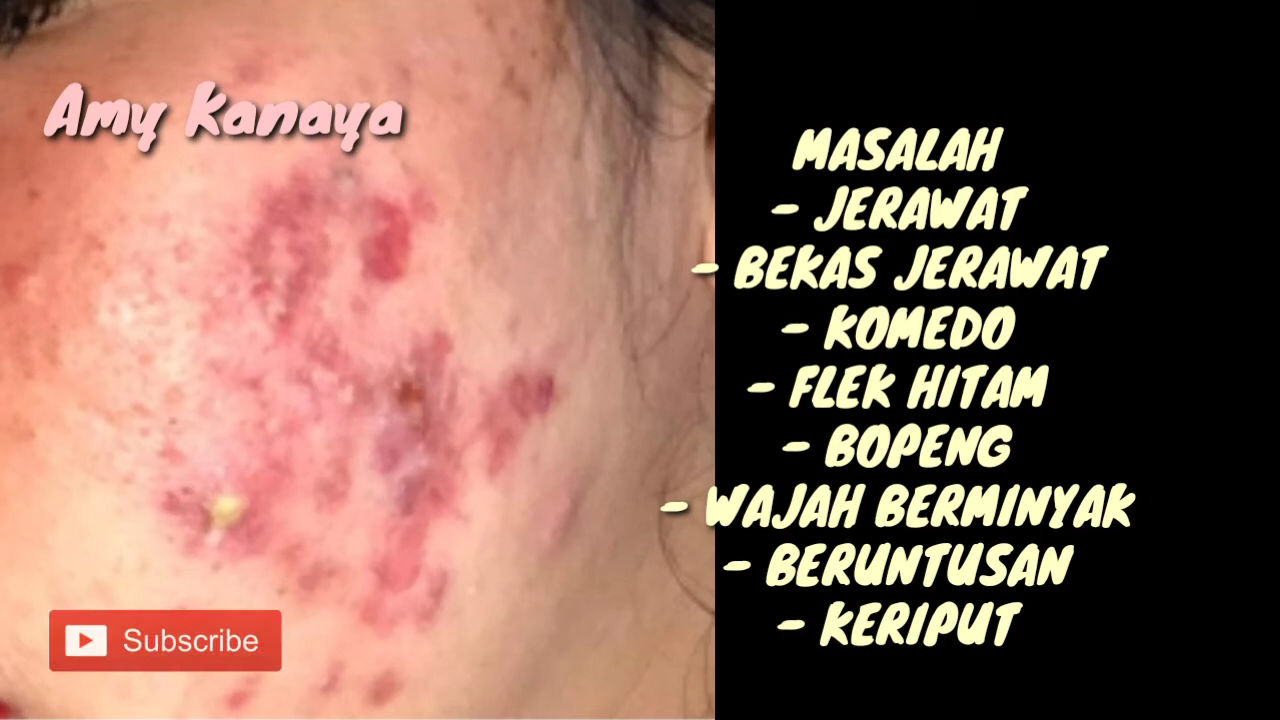 Amy Kanaya
MASALAH
- JERAWAT
- BEKAS JERAWAT
- KOMEDO
- FLEK HITAM
- BOPENG
- WAJAH BERMINYAK
- BERUNTUSAN
- KERIPUT
Subscribe